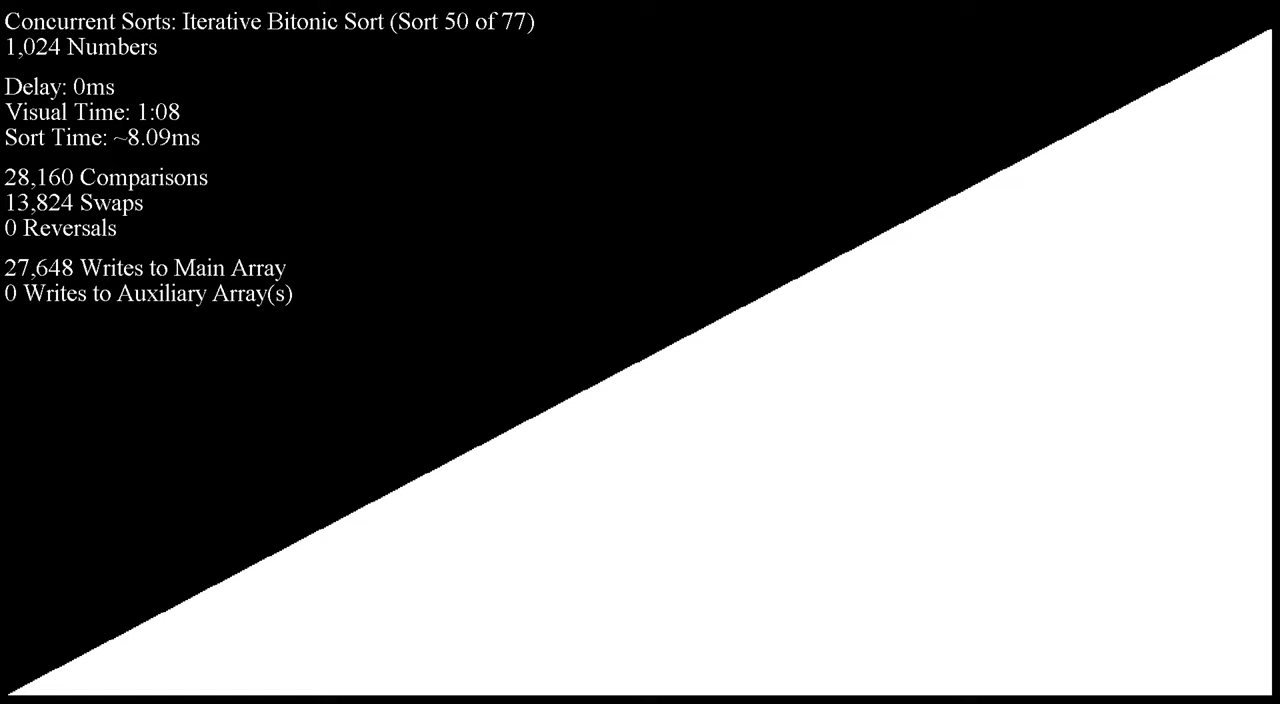 Concurrent Sorts: Iterative Bitonic Sort (Sort 50 of 77)
1,024 Numbers
Delay: 0ms
Visual Time: 1:08
Sort Time: ~8.09ms
28,160 Comparisons
13,824 Swaps
0 Reversals
27,648 Writes to Main Array
0 Writes to Auxiliary Array(s)